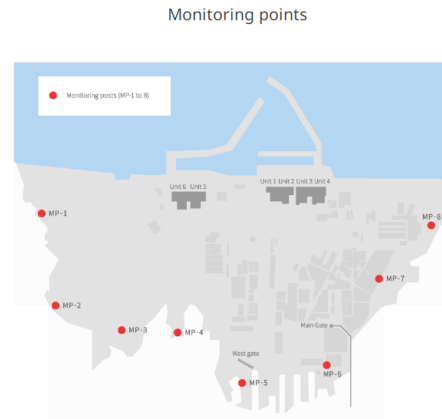 Monitoring points
Monitoring posts (MP-1 to 8)
Unit 6 Unit 5
Unit 1 Unit 2 Unit 3 Unit 4
MP-1
MP-8
MP-7
MP-2
Main Gate
MP-3
MP-4
West gate
MP-6
MP-5